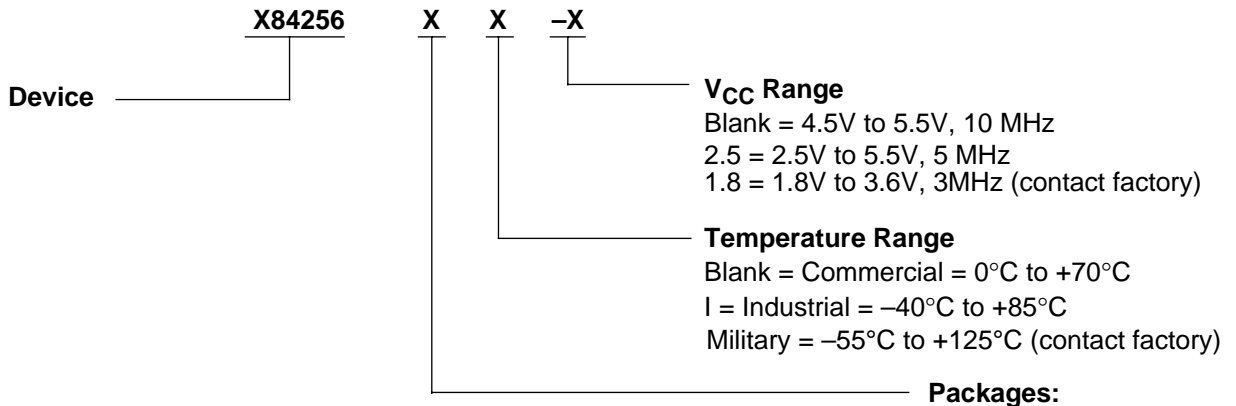 X84256 X X –X
Device
VCC Range
Blank = 4.5V to 5.5V, 10 MHz
2.5 = 2.5V to 5.5V, 5 MHz
1.8 = 1.8V to 3.6V, 3MHz (contact factory)
Temperature Range
Blank = Commercial = 0°C to +70°C
I = Industrial = –40°C to +85°C
Military = –55°C to +125°C (contact factory)
Packages: